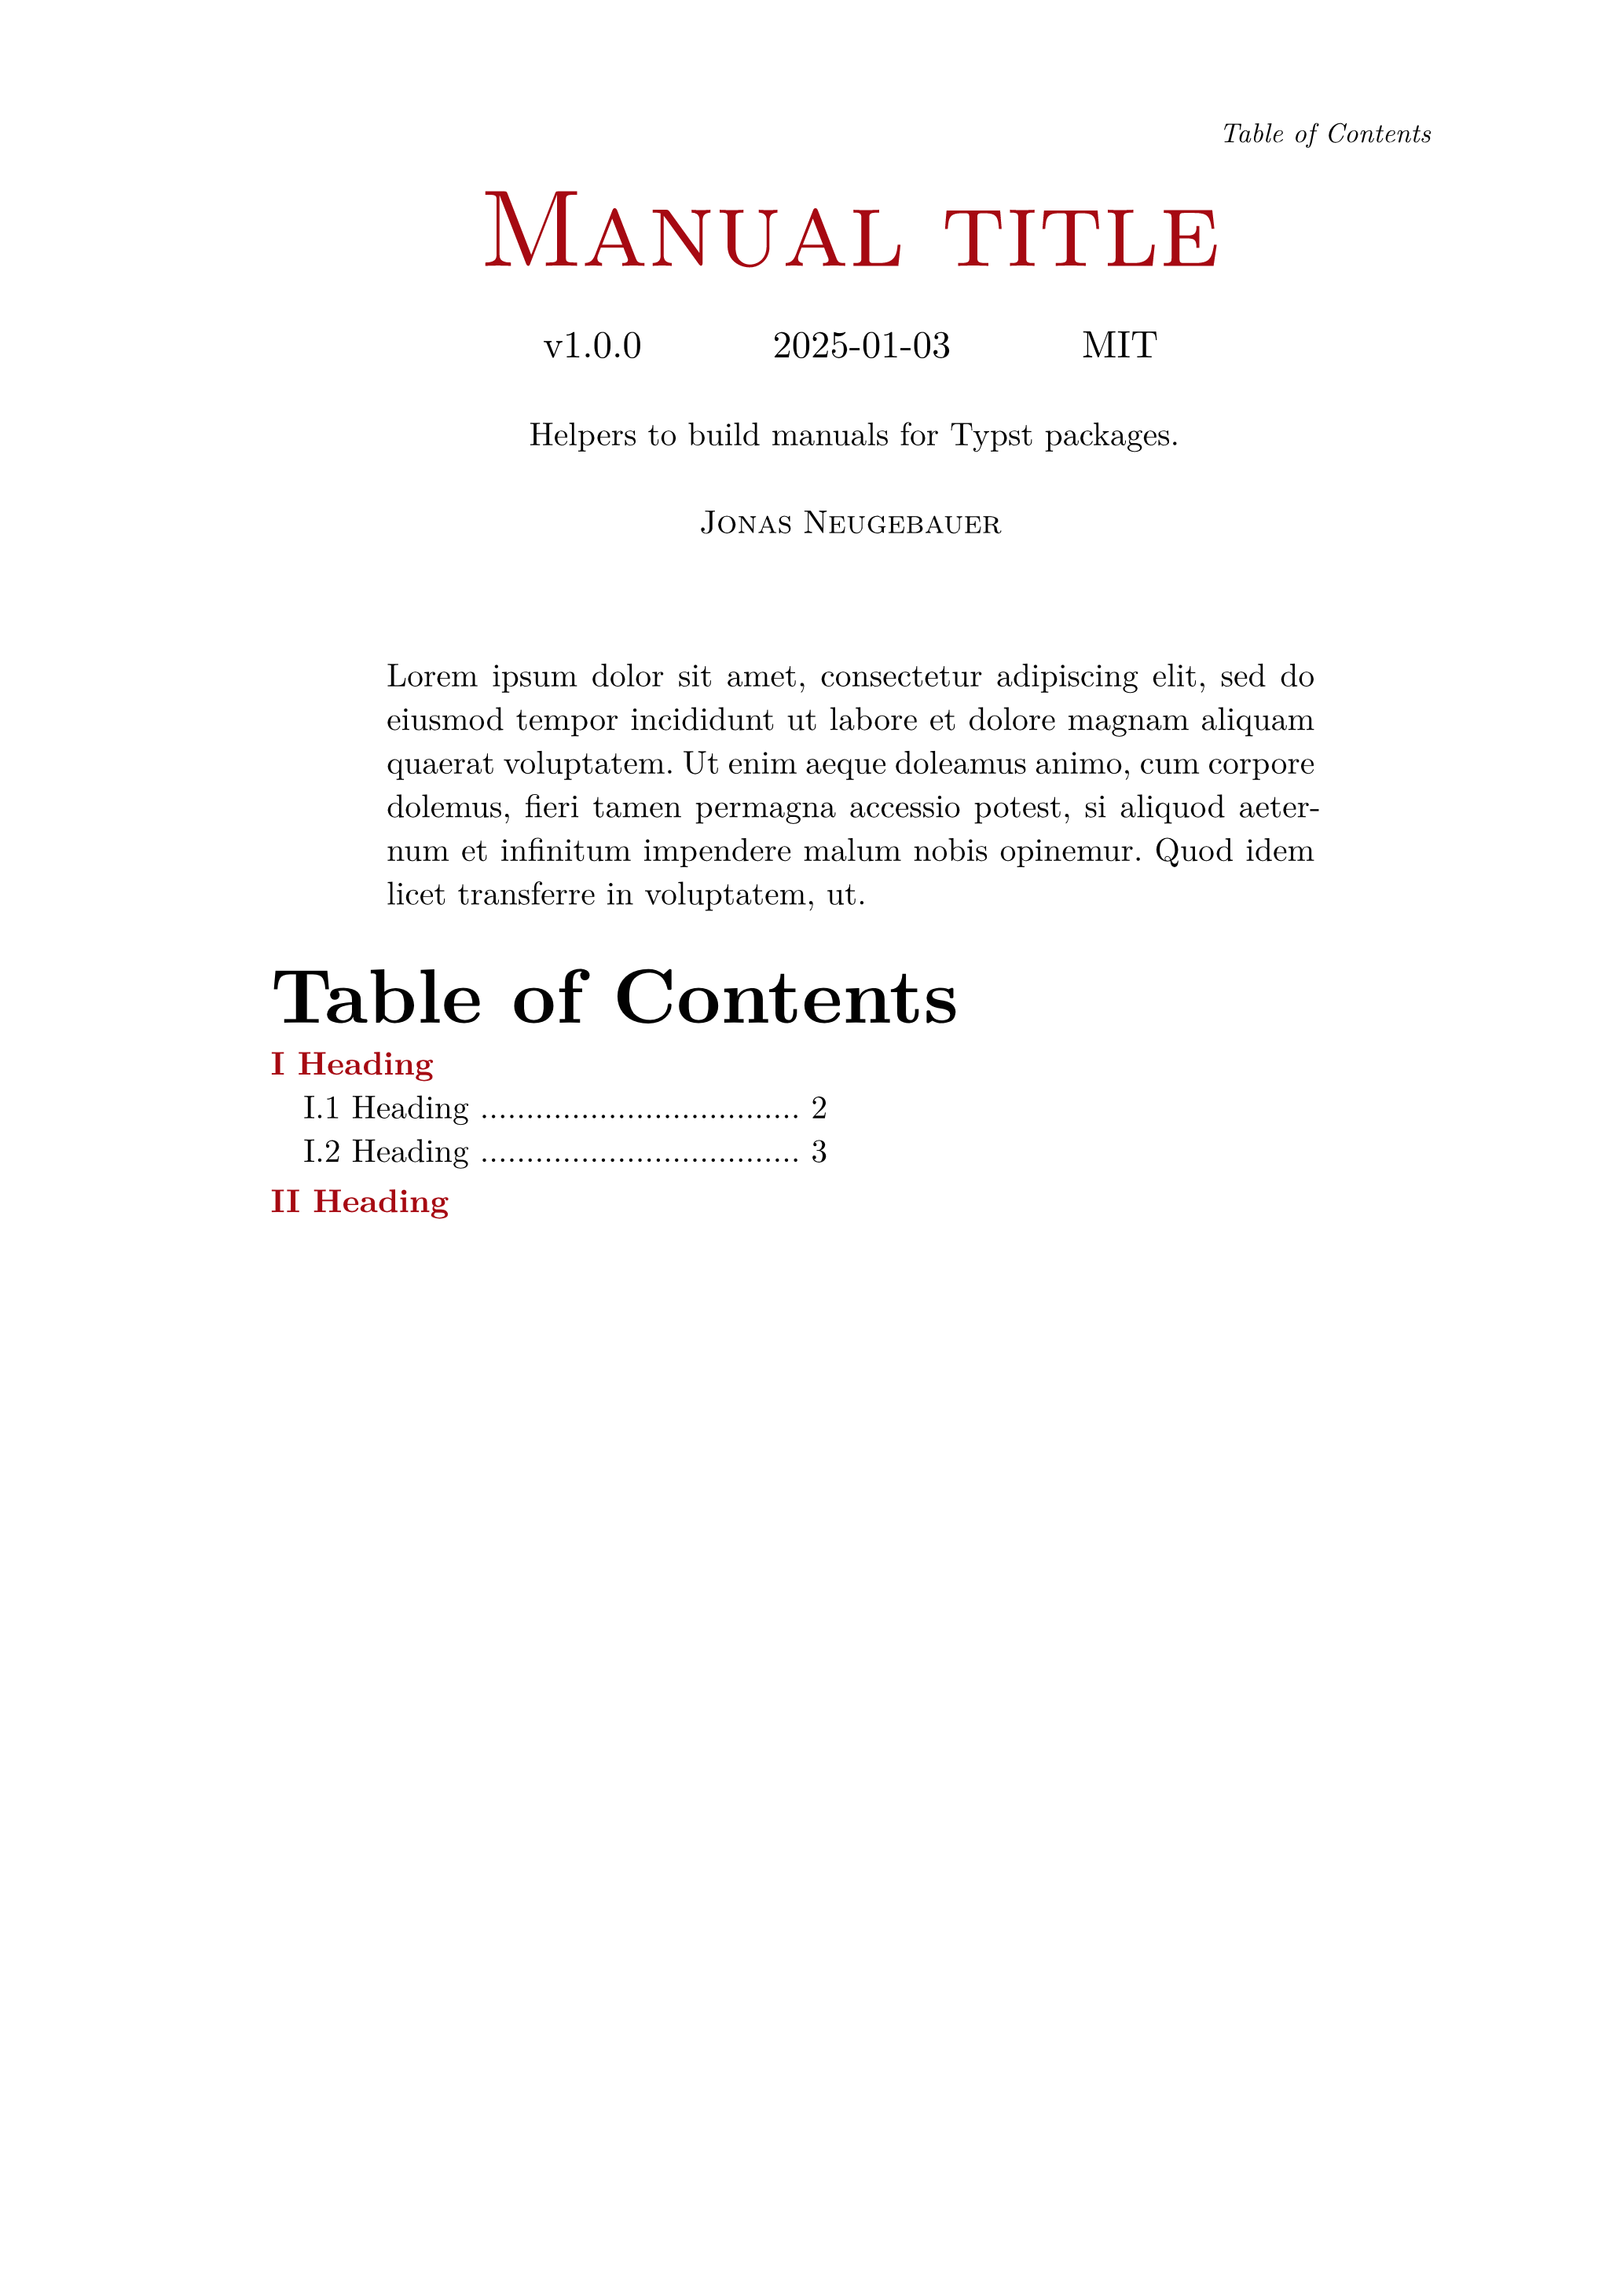 Table of Contents
Manual title
v1.0.0 2025-01-03 MIT
Helpers to build manuals for Typst packages.
Jonas Neugebauer
Lorem ipsum dolor sit amet, consectetur adipiscing elit, sed do
eiusmod tempor incididunt ut labore et dolore magnam aliquam
quaerat voluptatem. Ut enim aeque doleamus animo, cum corpore
dolemus, fieri tamen permagna accessio potest, si aliquod aeter-
num et infinitum impendere malum nobis opinemur. Quod idem
licet transferre in voluptatem, ut.
Table of Contents
I Heading
I.1 Heading ................................... 2
I.2 Heading ................................... 3
II Heading